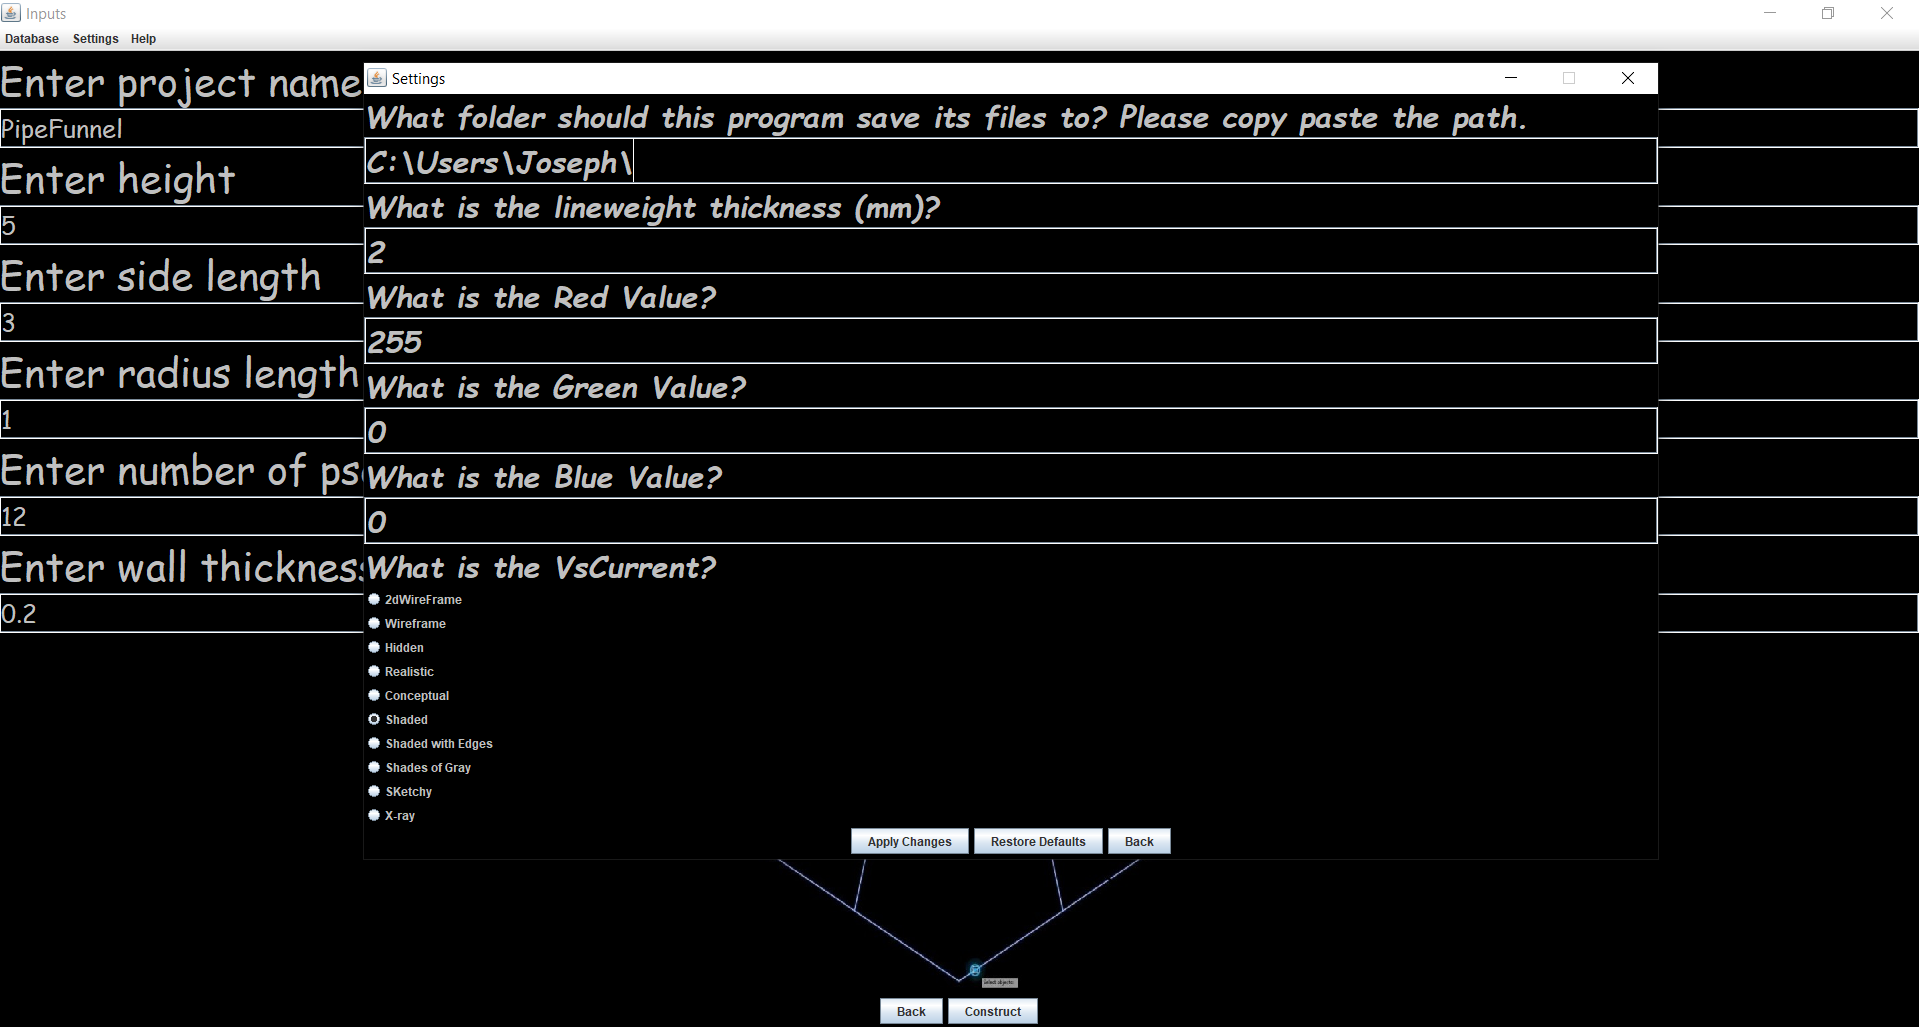 Inputs
Database Settings Help
Enter project name
PipeFunnel
Enter height
5
Enter side length
3
Enter radius length
1
Enter number of ps
12
Enter wall thickness
0.2
Settings
What folder should this program save its files to? Please copy paste the path.
C:\Users\Joseph\
What is the lineweight thickness (mm)?
2
What is the Red Value?
255
What is the Green Value?
0
What is the Blue Value?
0
What is the VsCurrent?
2dWireFrame
Wireframe
Hidden
Realistic
Conceptual
Shaded
Shaded with Edges
Shades of Gray
SKetchy
X-ray
Apply Changes Restore Defaults Back
Select objects:
Back Construct